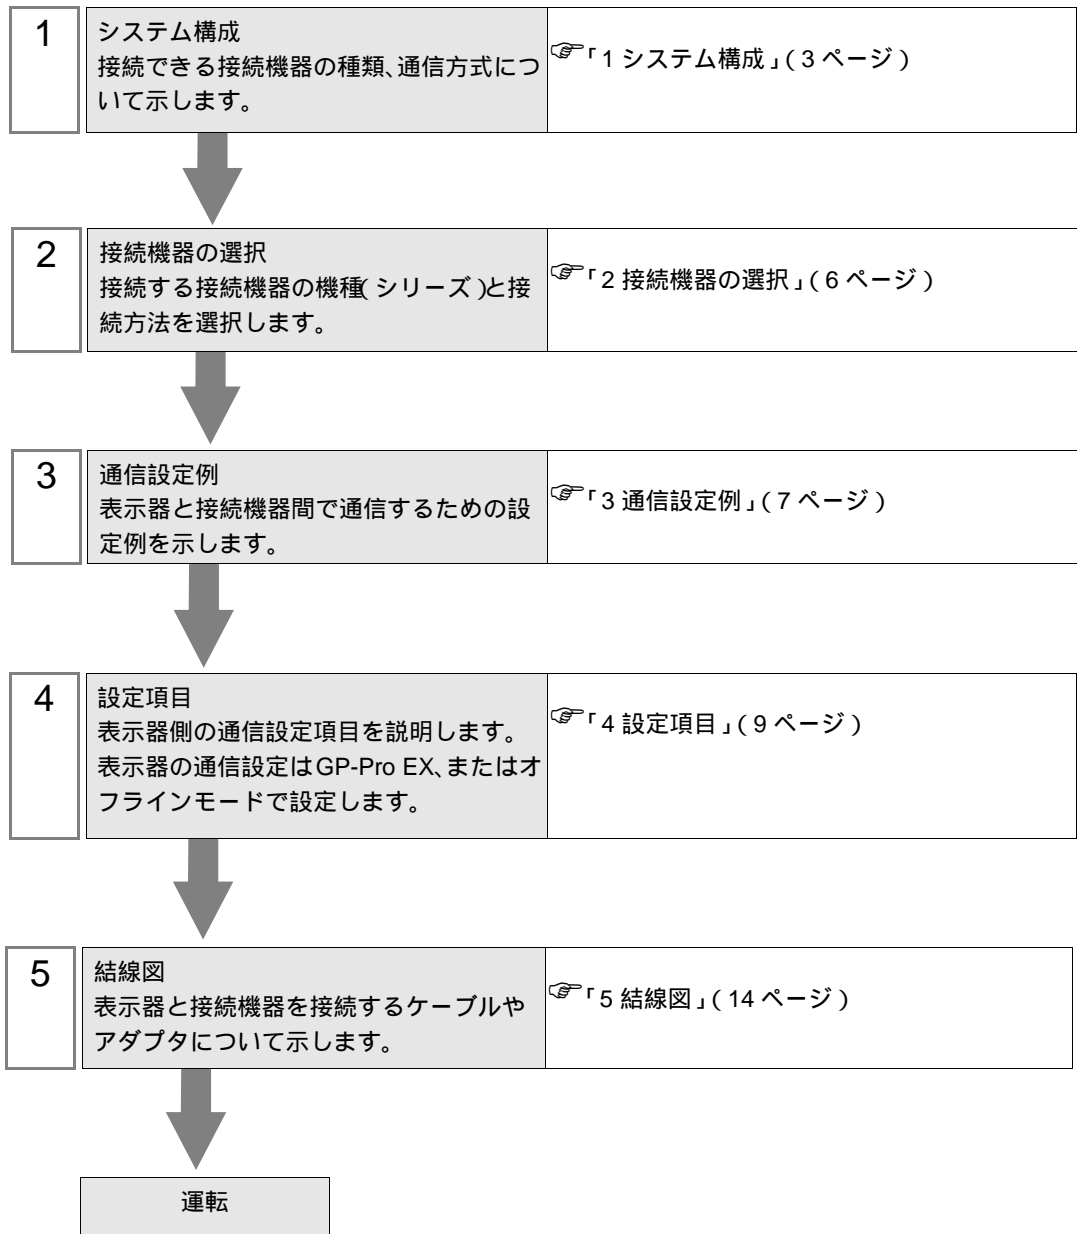 1
システム構成
接続できる接続機器の種類、通信方式につ
いて示します。
☞「1 システム構成」( 3 ページ )
2
接続機器の選択
接続する接続機器の機種( シリーズ )と接
続方法を選択します。
☞「2 接続機器の選択」( 6 ページ )
3
通信設定例
表示器と接続機器間で通信するための設
定例を示します。
☞「3 通信設定例」( 7 ページ )
4
設定項目
表示器側の通信設定項目を説明します。
表示器の通信設定はGP-Pro EX、またはオ
フラインモードで設定します。
☞「4 設定項目」( 9 ページ )
5
結線図
表示器と接続機器を接続するケーブルや
アダプタについて示します。
☞「5 結線図」( 14 ページ )
運転